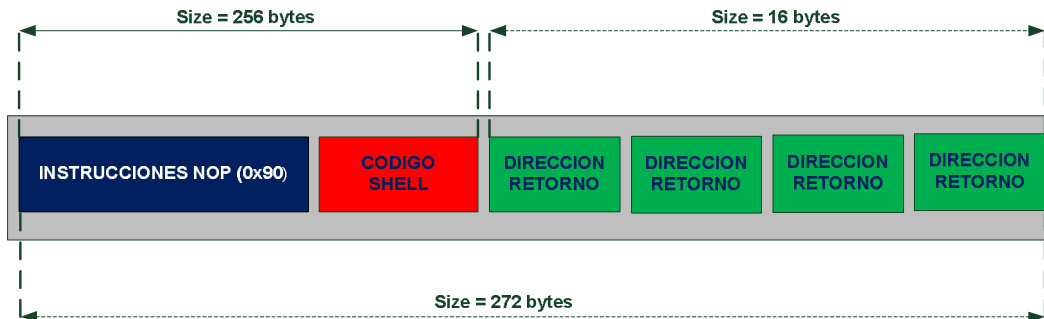 Size = 256 bytes
Size = 16 bytes
INSTRUCCIONES NOP (0x90)
CODIGO
SHELL
DIRECCION
RETORNO
DIRECCION
RETORNO
DIRECCION
RETORNO
DIRECCION
RETORNO
Size = 272 bytes